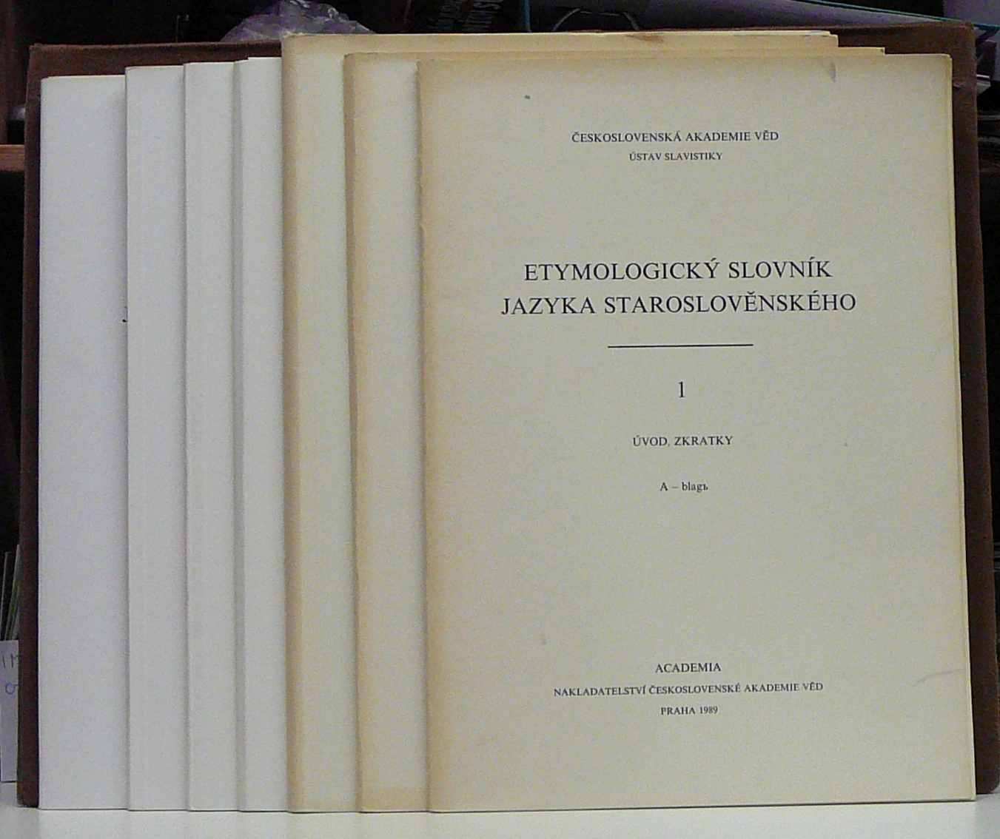 ČESKOSLOVENSKÁ AKADEMIE VĚD
ÚSTAV SLAVISTIKY
ETYMOLOGICKÝ SLOVNÍK
JAZYKA STAROSLOVĚNSKÉHO
1
ÚVOD, ZKRATKY
A – blagъ
ACADEMIA
NAKLADATELSTVÍ ČESKOSLOVENSKÉ AKADEMIE VĚD
PRAHA 1989